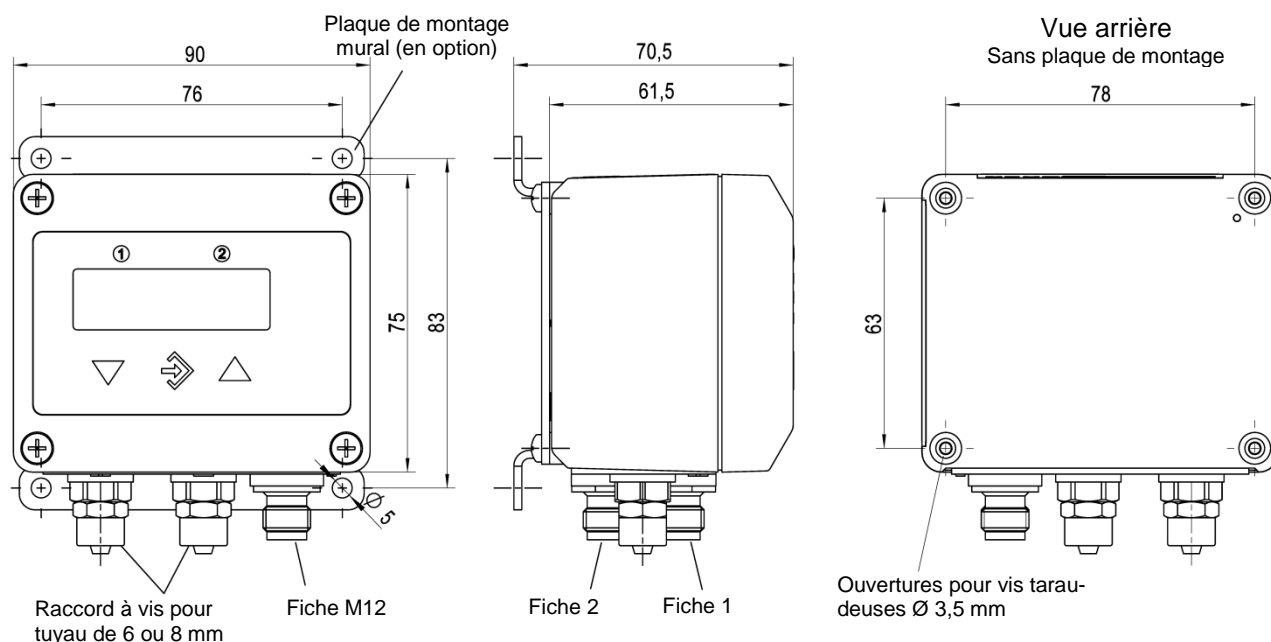 Plaque de montage
mural (en option)
Vue arrière
Sans plaque de montage
90
76
70,5
61,5
78
1
2
75
83
63
Ø 5
Raccord à vis pour
tuyau de 6 ou 8 mm
Fiche M12
Fiche 2
Fiche 1
Ouvertures pour vis tarau-
deuses Ø 3,5 mm